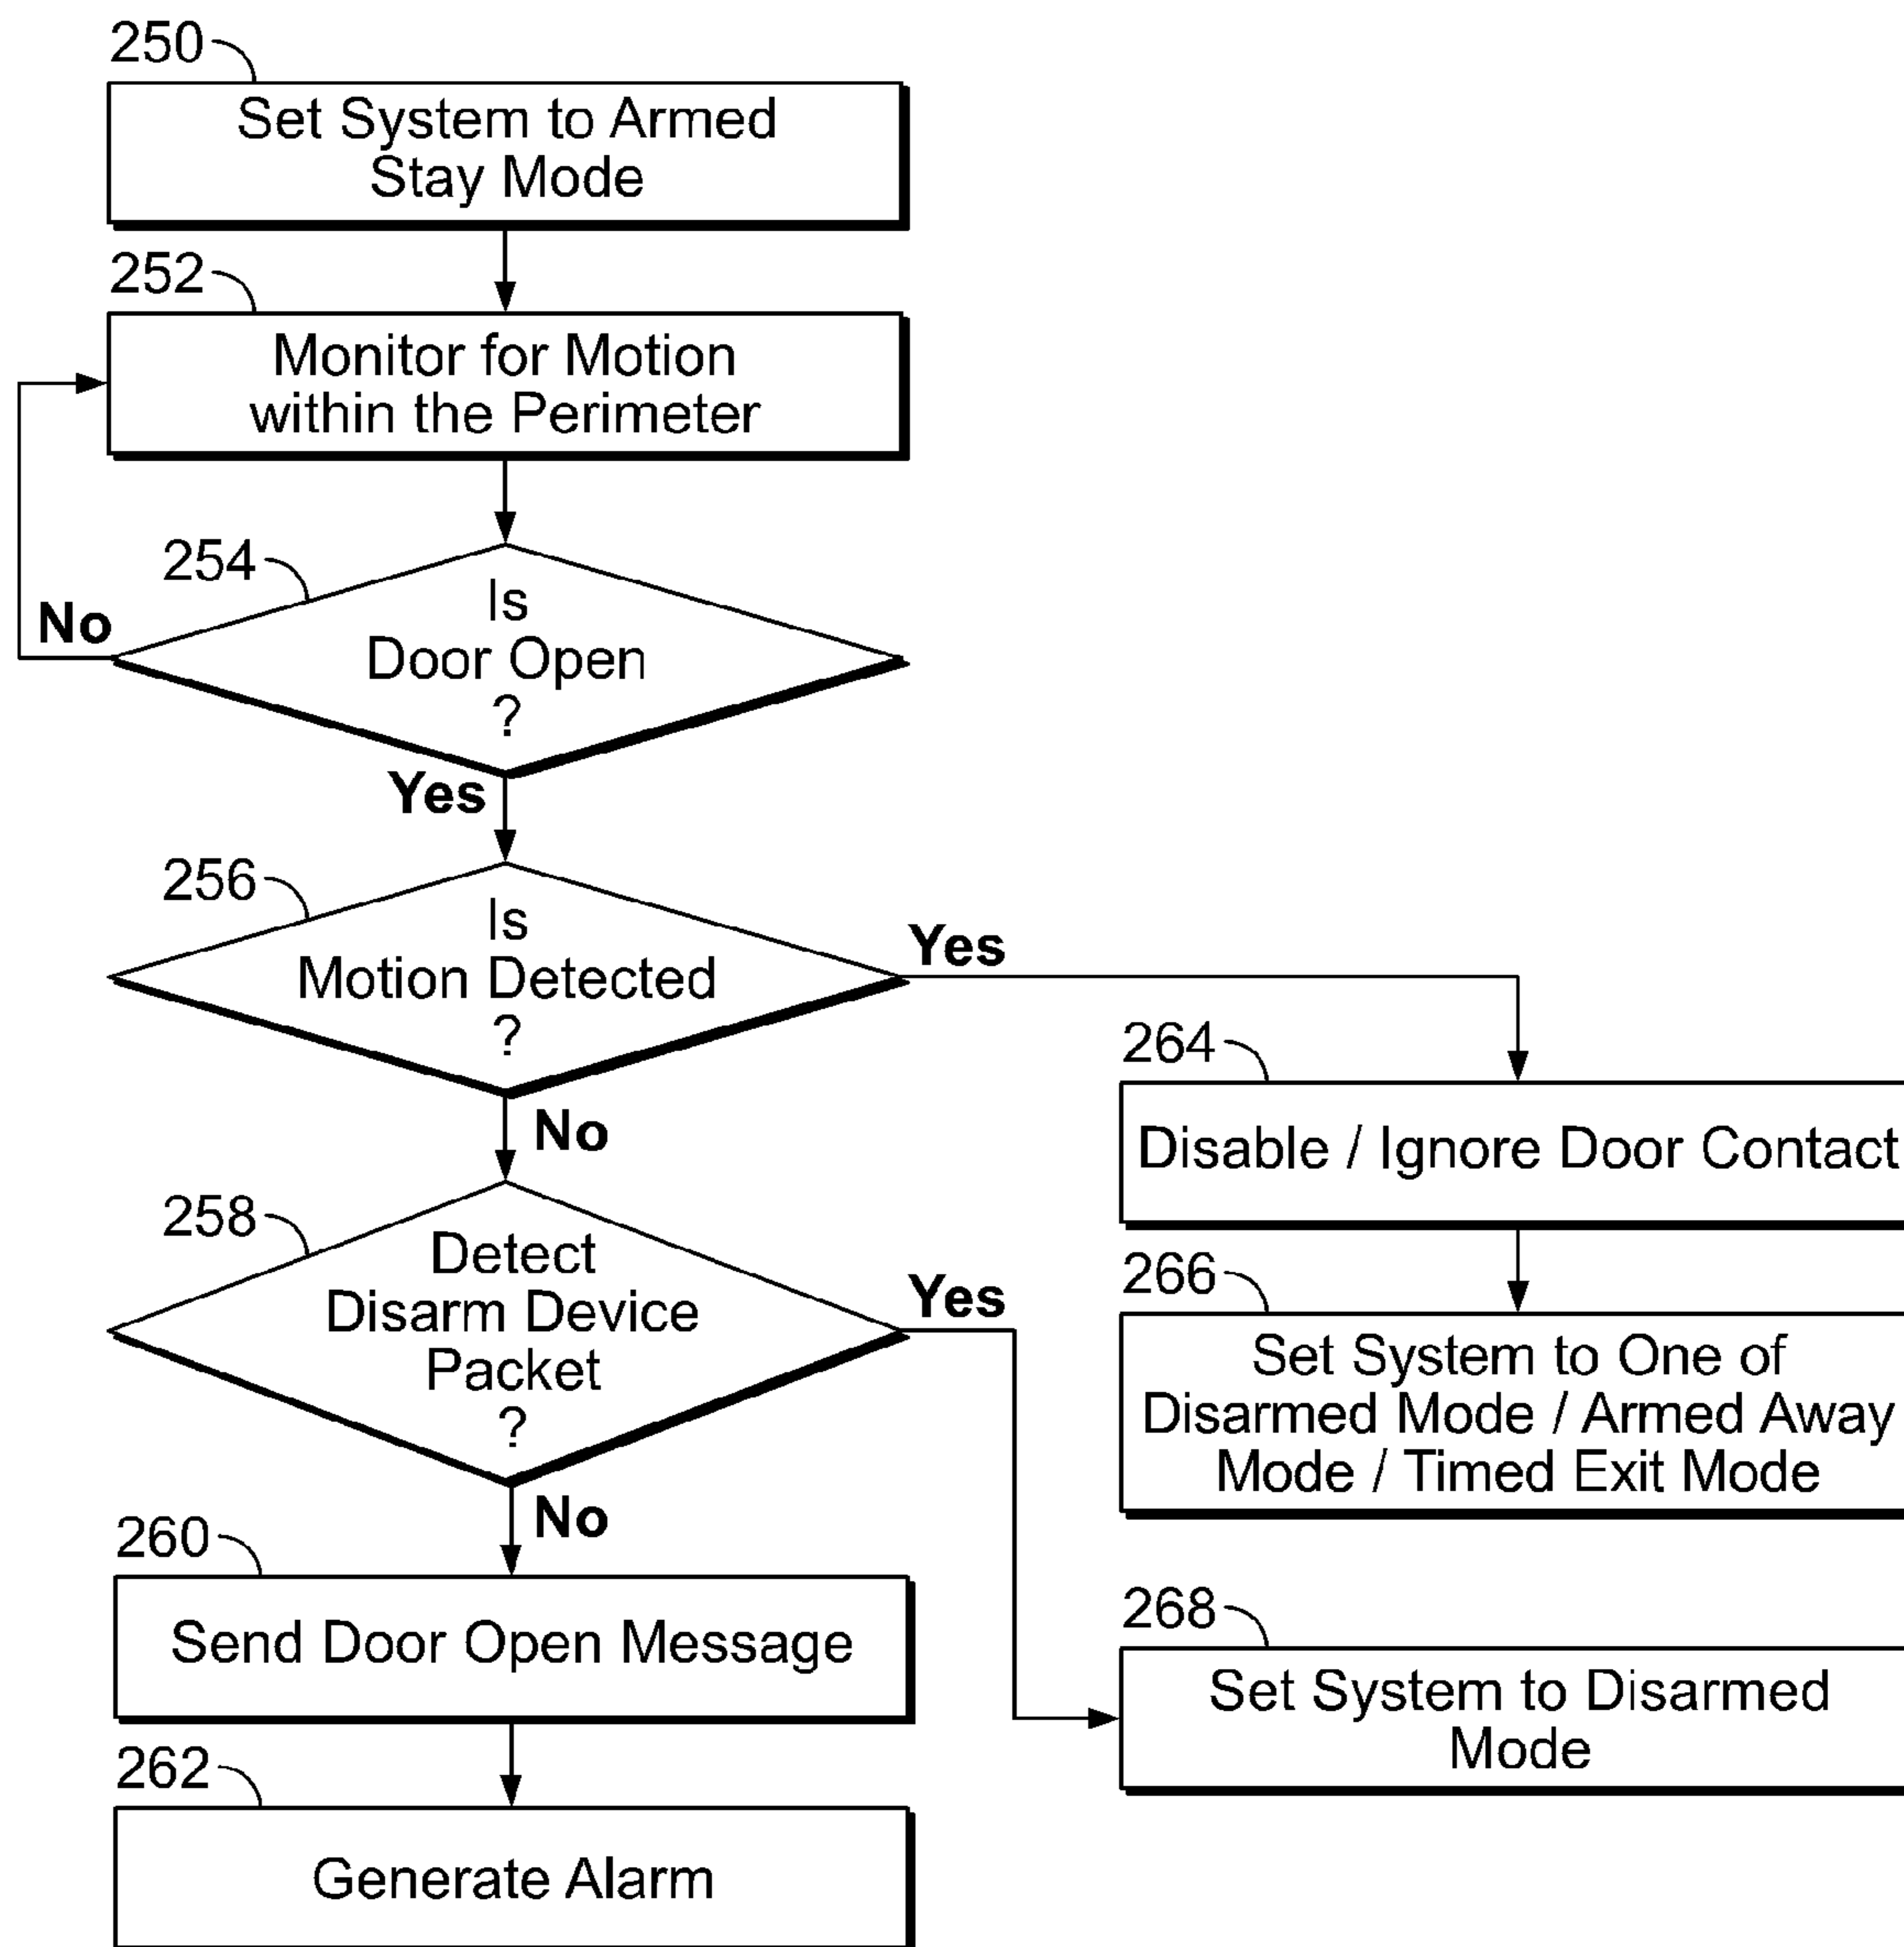 250
Set System to Armed
Stay Mode
252
Monitor for Motion
within the Perimeter
254
Is
Door Open
?
No
Yes
256
Is
Motion Detected
?
Yes
No
258
Detect
Disarm Device
Packet
?
Yes
No
260
Send Door Open Message
262
Generate Alarm
264
Disable / Ignore Door Contact
266
Set System to One of
Disarmed Mode / Armed Away
Mode / Timed Exit Mode
268
Set System to Disarmed
Mode